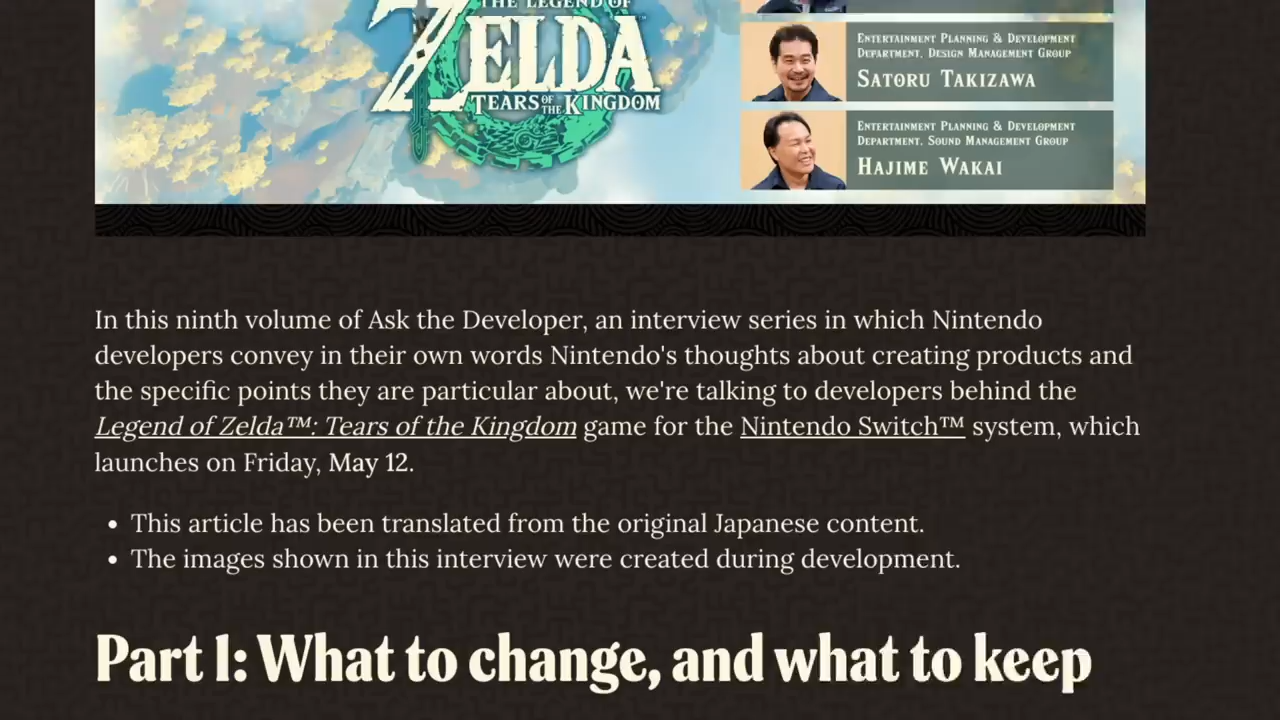 THE LEGEND OF
ZELDA
TEARS OF THE KINGDOM
ENTERTAINMENT PLANNING & DEVELOPMENT
DEPARTMENT, DESIGN MANAGEMENT GROUP
SATORU TAKIZAWA
ENTERTAINMENT PLANNING & DEVELOPMENT
DEPARTMENT, SOUND MANAGEMENT GROUP
HAJIME WAKAI
In this ninth volume of Ask the Developer, an interview series in which Nintendo
developers convey in their own words Nintendo's thoughts about creating products and
the specific points they are particular about, we're talking to developers behind the
Legend of Zelda™: Tears of the Kingdom game for the Nintendo Switch™ system, which
launches on Friday, May 12.
• This article has been translated from the original Japanese content.
• The images shown in this interview were created during development.
Part 1: What to change, and what to keep